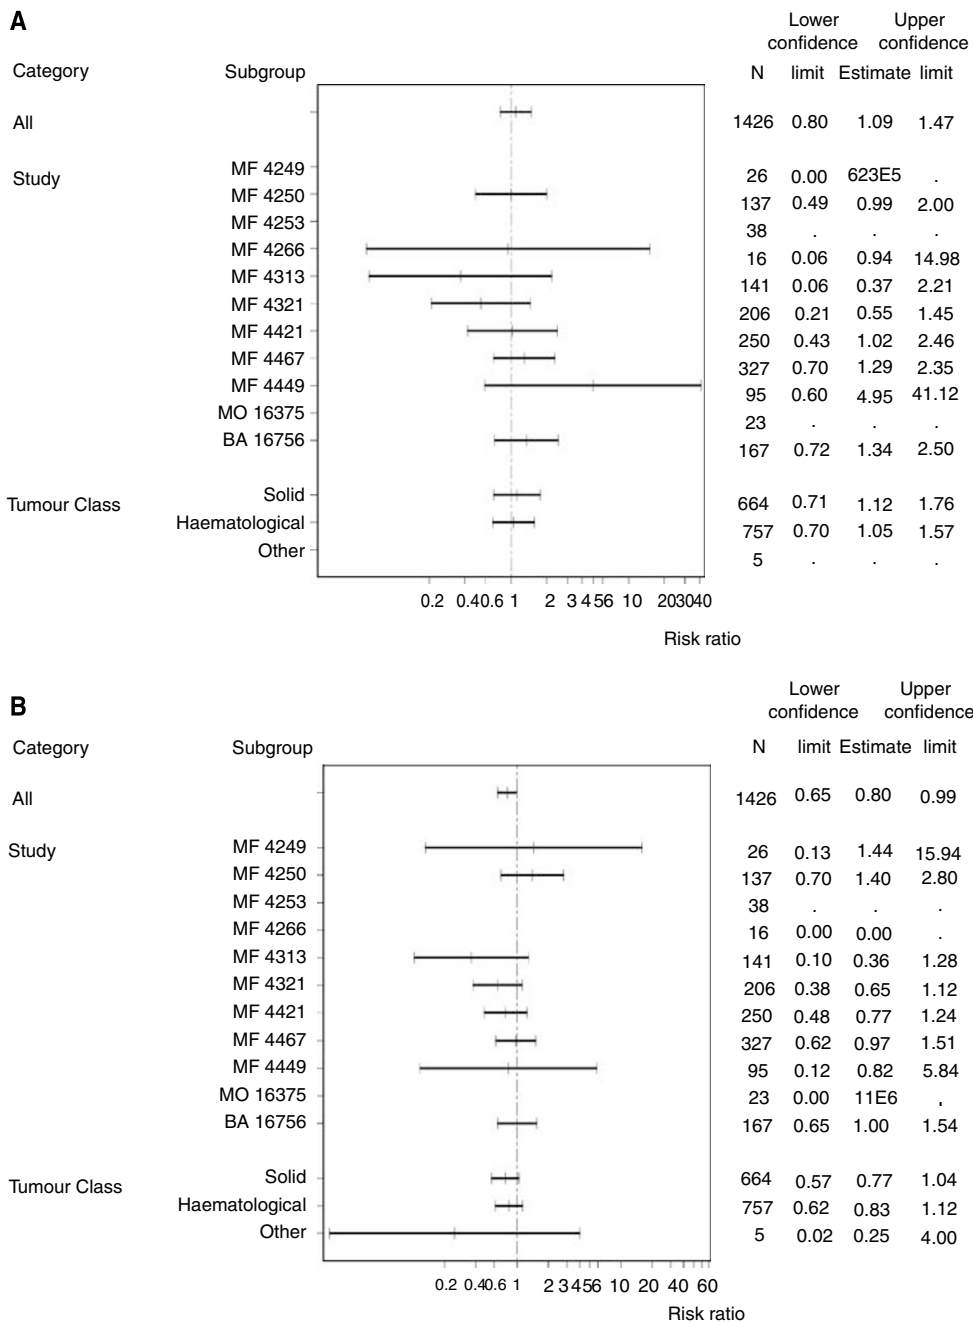 A
Lower Upper
confidence confidence
Category Subgroup N limit Estimate limit
All 1426 0.80 1.09 1.47
Study MF 4249 26 0.00 623E5 .
MF 4250 137 0.49 0.99 2.00
MF 4253 38 . . .
MF 4266 16 0.06 0.94 14.98
MF 4313 141 0.06 0.37 2.21
MF 4321 206 0.21 0.55 1.45
MF 4421 250 0.43 1.02 2.46
MF 4467 327 0.70 1.29 2.35
MF 4449 95 0.60 4.95 41.12
MO 16375 23 . . .
BA 16756 167 0.72 1.34 2.50
Tumour Class Solid 664 0.71 1.12 1.76
Haematological 757 0.70 1.05 1.57
Other 5 . . .
0.2 0.4 0.6 1 2 3 4 5 6 10 20 30 40
Risk ratio
B
Lower Upper
confidence confidence
Category Subgroup N limit Estimate limit
All 1426 0.65 0.80 0.99
Study MF 4249 26 0.13 1.44 15.94
MF 4250 137 0.70 1.40 2.80
MF 4253 38 . . .
MF 4266 16 0.00 0.00 .
MF 4313 141 0.10 0.36 1.28
MF 4321 206 0.38 0.65 1.12
MF 4421 250 0.48 0.77 1.24
MF 4467 327 0.62 0.97 1.51
MF 4449 95 0.12 0.82 5.84
MO 16375 23 0.00 11E6 .
BA 16756 167 0.65 1.00 1.54
Tumour Class Solid 664 0.57 0.77 1.04
Haematological 757 0.62 0.83 1.12
Other 5 0.02 0.25 4.00
0.2 0.4 0.6 1 2 3 4 5 6 10 20 40 60
Risk ratio